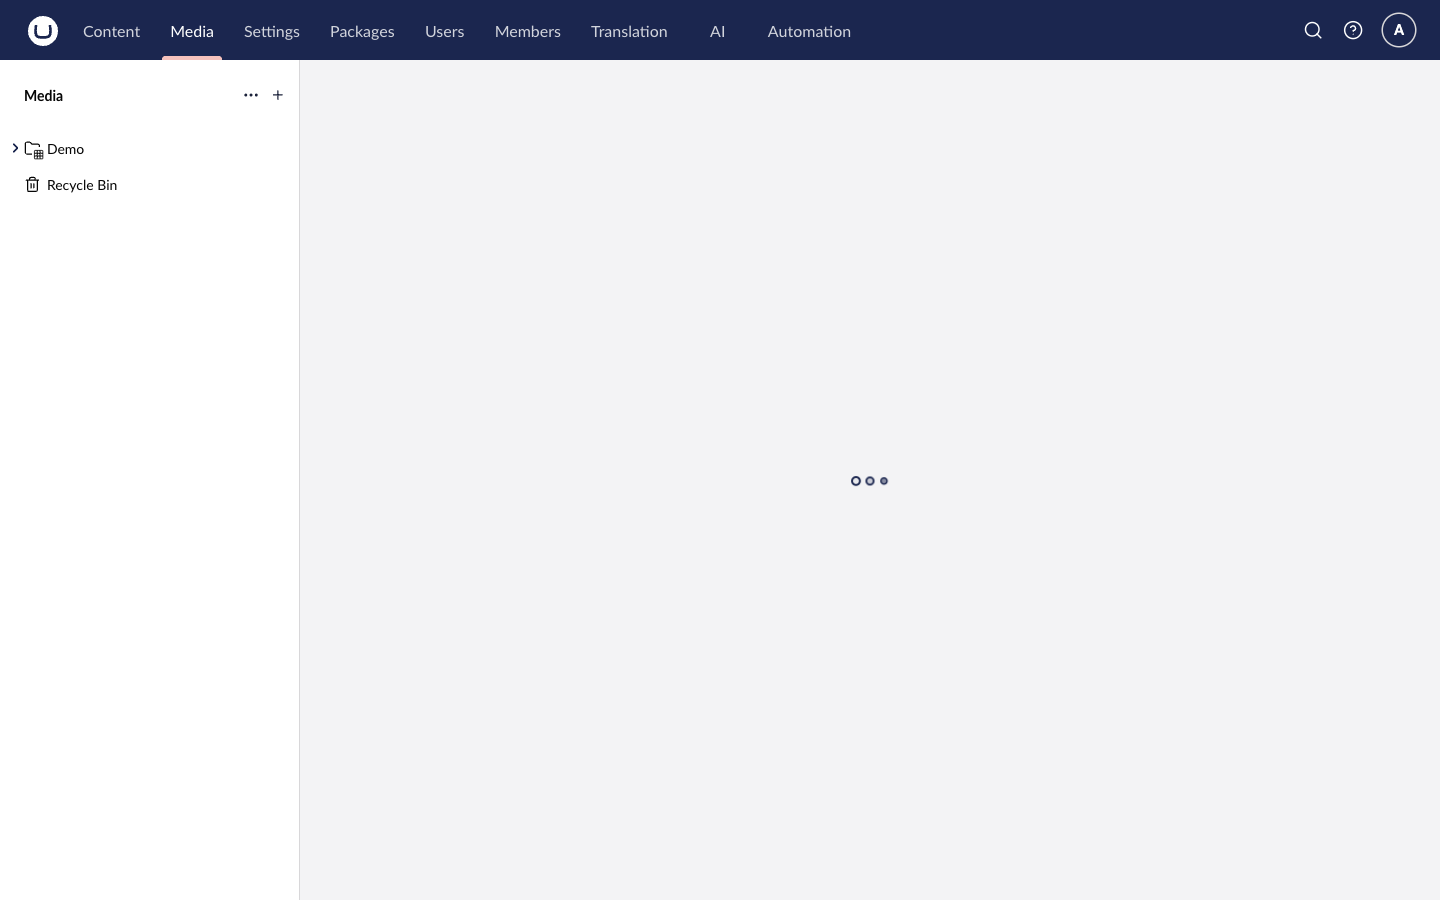 Content Media Settings Packages Users Members Translation AI Automation A
Media
Demo
Recycle Bin